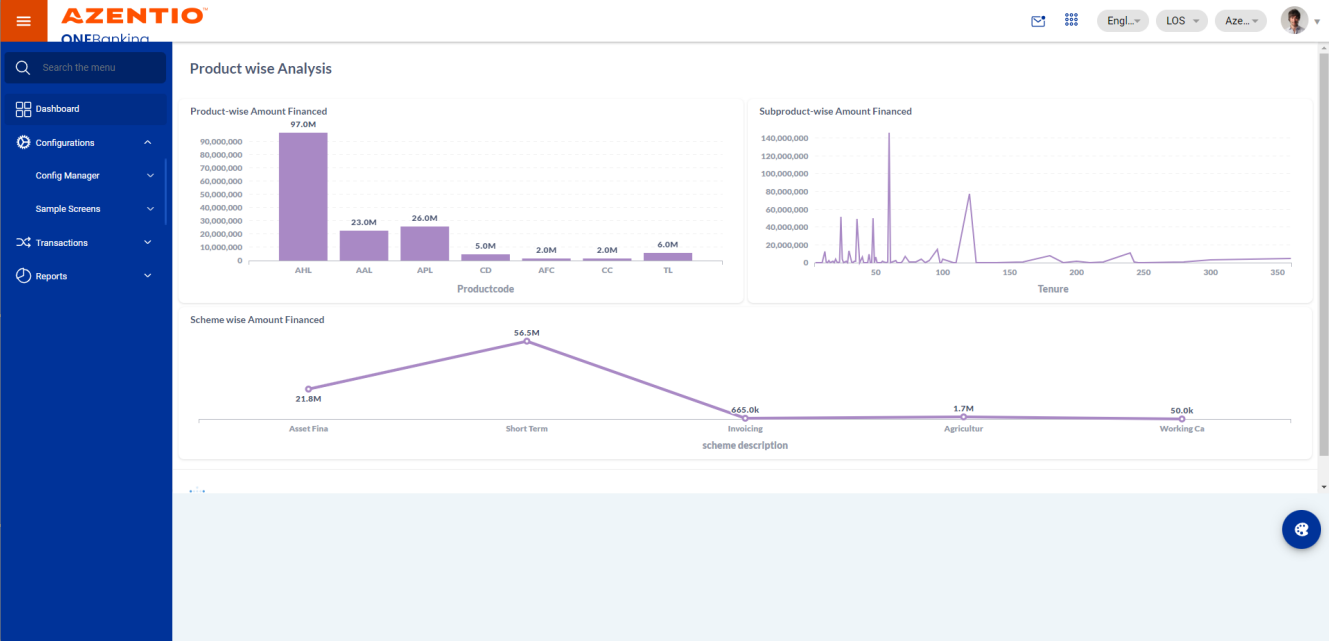 AZENTIO
ONEBanking
Engl...
LOS
Aze...
Search the menu
Dashboard
Configurations
Config Manager
Sample Screens
Transactions
Reports
Product wise Analysis
Product-wise Amount Financed
97.0M
90,000,000
80,000,000
70,000,000
60,000,000
50,000,000
40,000,000
30,000,000
20,000,000
10,000,000
0
23.0M
26.0M
5.0M
2.0M
2.0M
6.0M
AHL AAL APL CD AFC CC TL
Productcode
Subproduct-wise Amount Financed
140,000,000
120,000,000
100,000,000
80,000,000
60,000,000
40,000,000
20,000,000
0
50 100 150 200 250 300 350
Tenure
Scheme wise Amount Financed
56.5M
21.8M
665.0k
1.7M
50.0k
Asset Fina Short Term Invoicing Agricultur Working Ca
scheme description